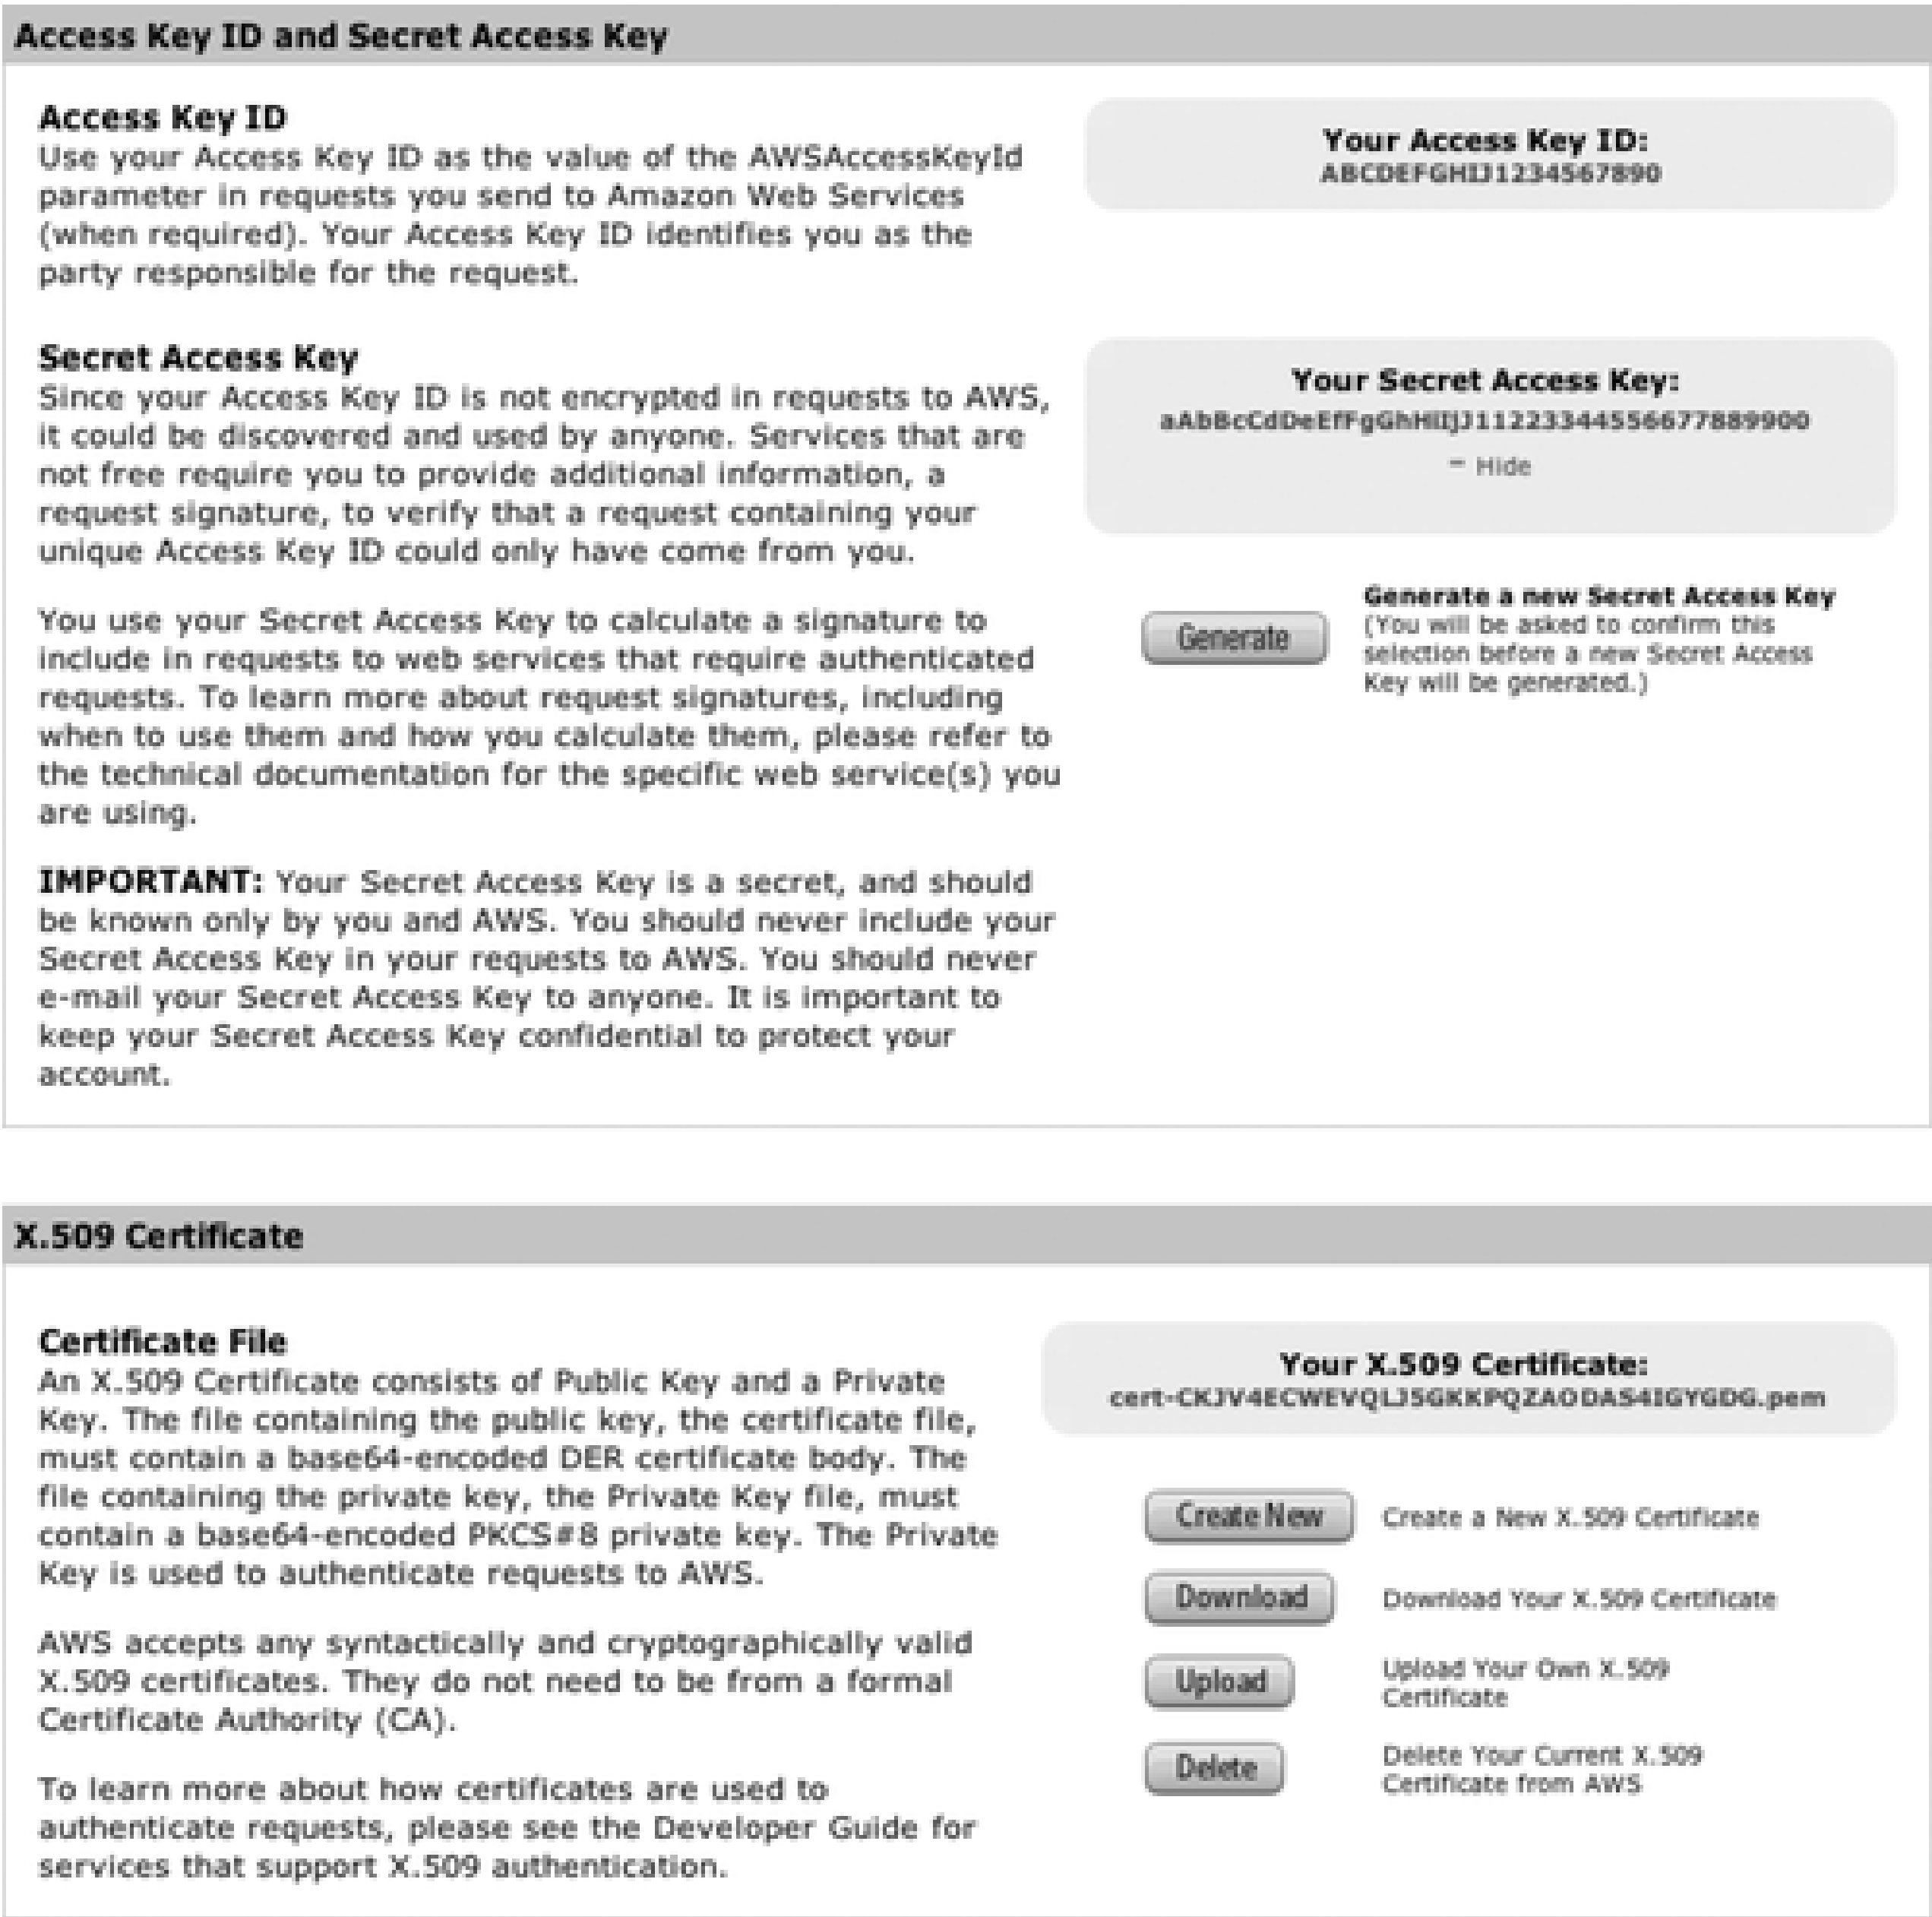 Access Key ID and Secret Access Key
Access Key ID
Use your Access Key ID as the value of the AWSAccessKeyId
parameter in requests you send to Amazon Web Services
(when required). Your Access Key ID identifies you as the
party responsible for the request.
Your Access Key ID:
ABCDEFGHIJ1234567890
Secret Access Key
Since your Access Key ID is not encrypted in requests to AWS,
it could be discovered and used by anyone. Services that are
not free require you to provide additional information, a
request signature, to verify that a request containing your
unique Access Key ID could only have come from you.
You use your Secret Access Key to calculate a signature to
include in requests to web services that require authenticated
requests. To learn more about request signatures, including
when to use them and how you calculate them, please refer to
the technical documentation for the specific web service(s) you
are using.
IMPORTANT: Your Secret Access Key is a secret, and should
be known only by you and AWS. You should never include your
Secret Access Key in your requests to AWS. You should never
e-mail your Secret Access Key to anyone. It is important to
keep your Secret Access Key confidential to protect your
account.
Your Secret Access Key:
aAbBcCdDeEfFgGhHiIjJ11223344556677889900
− Hide
Generate
Generate a new Secret Access Key
(You will be asked to confirm this
selection before a new Secret Access
Key will be generated.)
X.509 Certificate
Certificate File
An X.509 Certificate consists of Public Key and a Private
Key. The file containing the public key, the certificate file,
must contain a base64-encoded DER certificate body. The
file containing the private key, the Private Key file, must
contain a base64-encoded PKCS#8 private key. The Private
Key is used to authenticate requests to AWS.
AWS accepts any syntactically and cryptographically valid
X.509 certificates. They do not need to be from a formal
Certificate Authority (CA).
To learn more about how certificates are used to
authenticate requests, please see the Developer Guide for
services that support X.509 authentication.
Your X.509 Certificate:
cert-CKJV4ECWEVQLJ5GKKPQZAODAS4IGYGDG.pem
Create New
Create a New X.509 Certificate
Download
Download Your X.509 Certificate
Upload
Upload Your Own X.509
Certificate
Delete
Delete Your Current X.509
Certificate from AWS